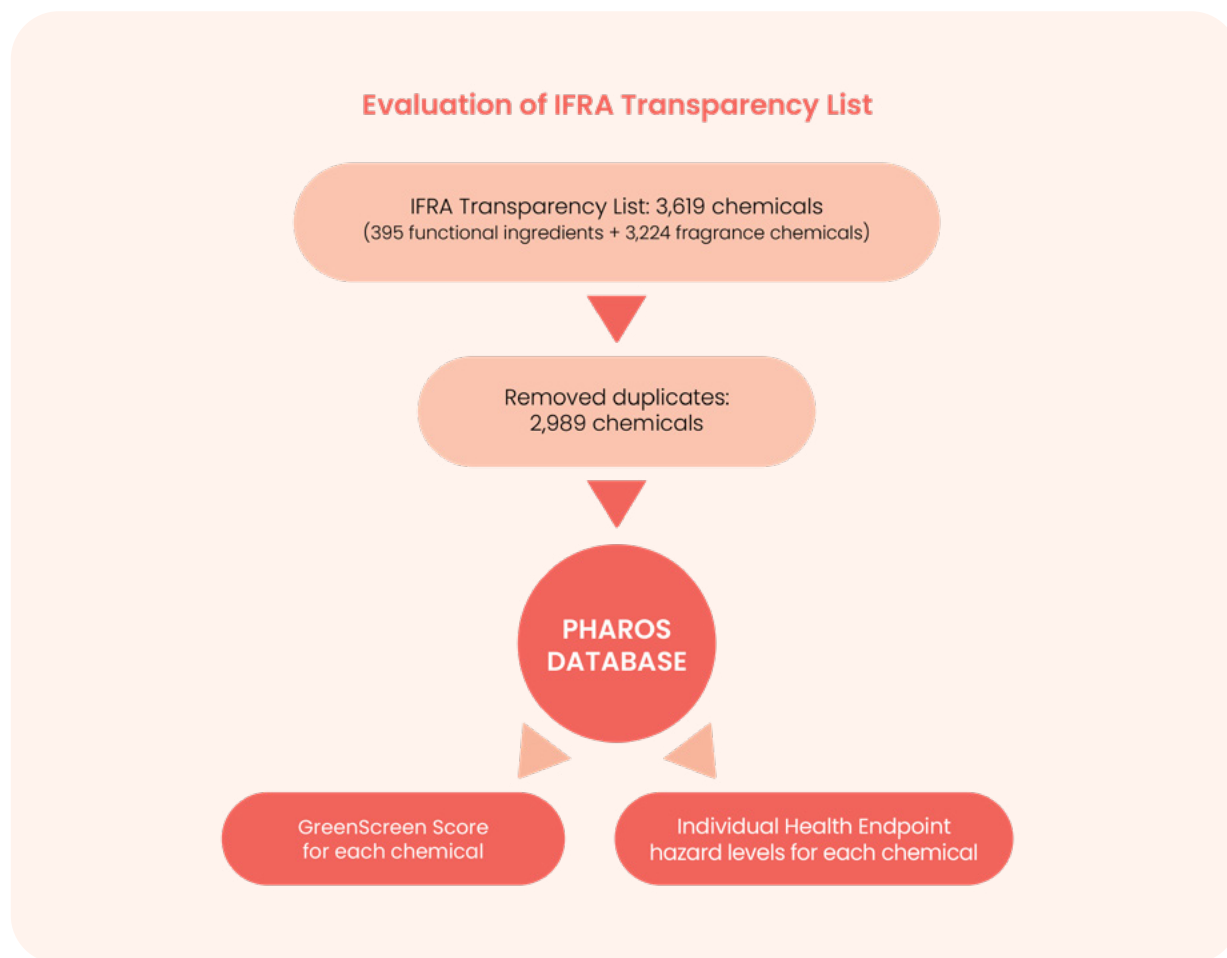 Evaluation of IFRA Transparency List
IFRA Transparency List: 3,619 chemicals
(395 functional ingredients + 3,224 fragrance chemicals)
Removed duplicates:
2,989 chemicals
PHAROS
DATABASE
GreenScreen Score
for each chemical
Individual Health Endpoint
hazard levels for each chemical